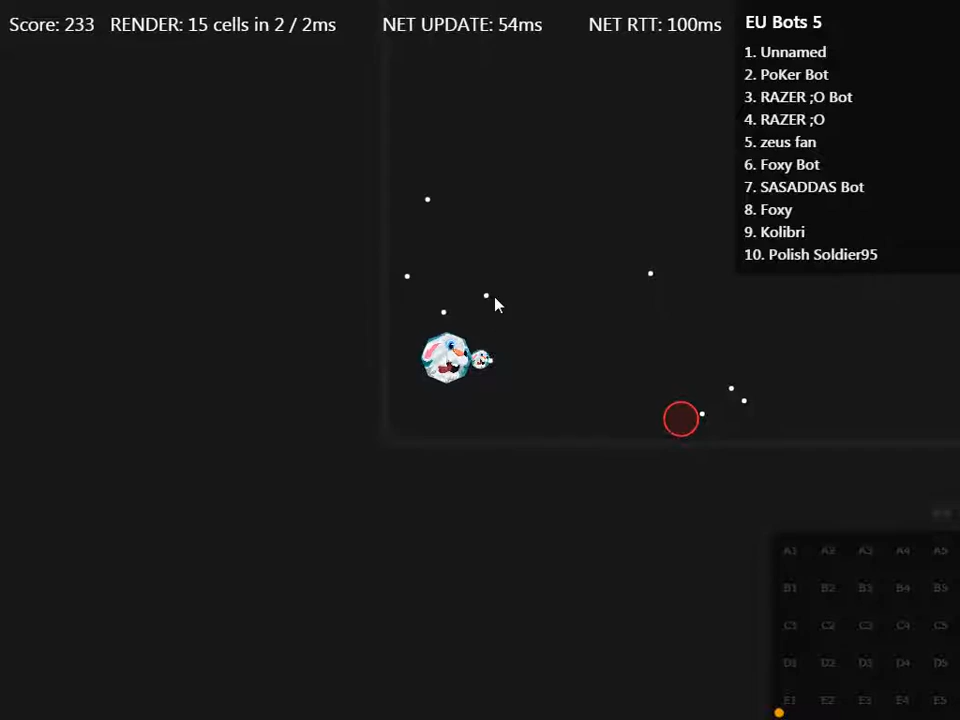 Score: 233 RENDER: 15 cells in 2 / 2ms NET UPDATE: 54ms NET RTT: 100ms
EU Bots 5
1. Unnamed
2. PoKer Bot
3. RAZER ;O Bot
4. RAZER ;O
5. zeus fan
6. Foxy Bot
7. SASADDAS Bot
8. Foxy
9. Kolibri
10. Polish Soldier95
A1 A2 A3 A4 A5
B1 B2 B3 B4 B5
C1 C2 C3 C4 C5
D1 D2 D3 D4 D5
E1 E2 E3 E4 E5